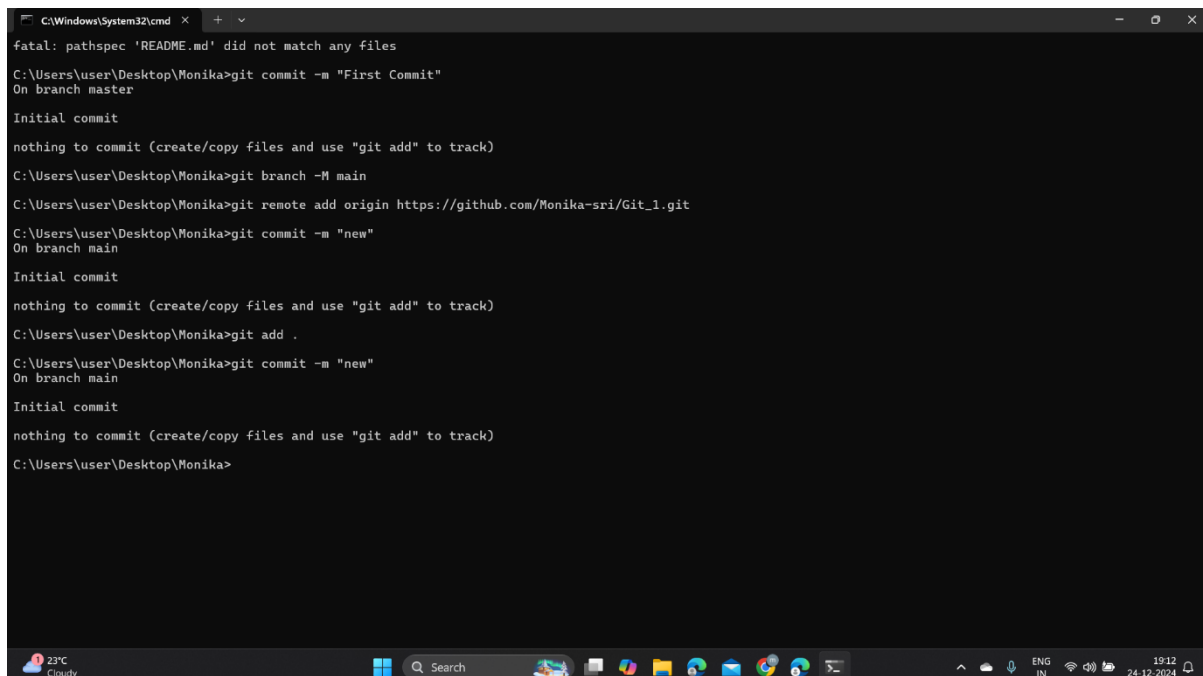 C:\Windows\System32\cmd
fatal: pathspec 'README.md' did not match any files
C:\Users\user\Desktop\Monika>git commit -m "First Commit"
On branch master
Initial commit
nothing to commit (create/copy files and use "git add" to track)
C:\Users\user\Desktop\Monika>git branch -M main
C:\Users\user\Desktop\Monika>git remote add origin https://github.com/Monika-sri/Git_1.git
C:\Users\user\Desktop\Monika>git commit -m "new"
On branch main
Initial commit
nothing to commit (create/copy files and use "git add" to track)
C:\Users\user\Desktop\Monika>git add .
C:\Users\user\Desktop\Monika>git commit -m "new"
On branch main
Initial commit
nothing to commit (create/copy files and use "git add" to track)
C:\Users\user\Desktop\Monika>
1
23°C
Cloudy
Search
ENG
IN
19:12
24-12-2024